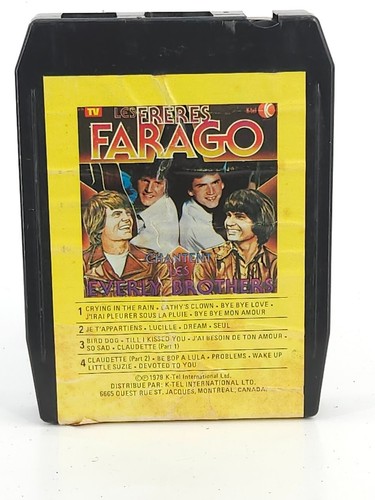 TV
LES FRERES
K-tel
FARAGO
CHANTENT
LES
EVERLY BROTHERS
1 CRYING IN THE RAIN • CATHY'S CLOWN • BYE BYE LOVE •
J'IRAI PLEURER SOUS LA PLUIE • BYE BYE MON AMOUR
2 JE T'APPARTIENS • LUCILLE • DREAM • SEUL
3 BIRD DOG • TILL I KISSED YOU • J'AI BESOIN DE TON AMOUR •
SO SAD • CLAUDETTE (Part 1)
4 CLAUDETTE (Part 2) • BE BOP A LULA • PROBLEMS • WAKE UP
LITTLE SUZIE • DEVOTED TO YOU
©℗1979 K-Tel International Ltd.
DISTRIBUE PAR: K-TEL INTERNATIONAL LTD.
6665 OUEST RUE ST. JACQUES, MONTREAL, CANADA.